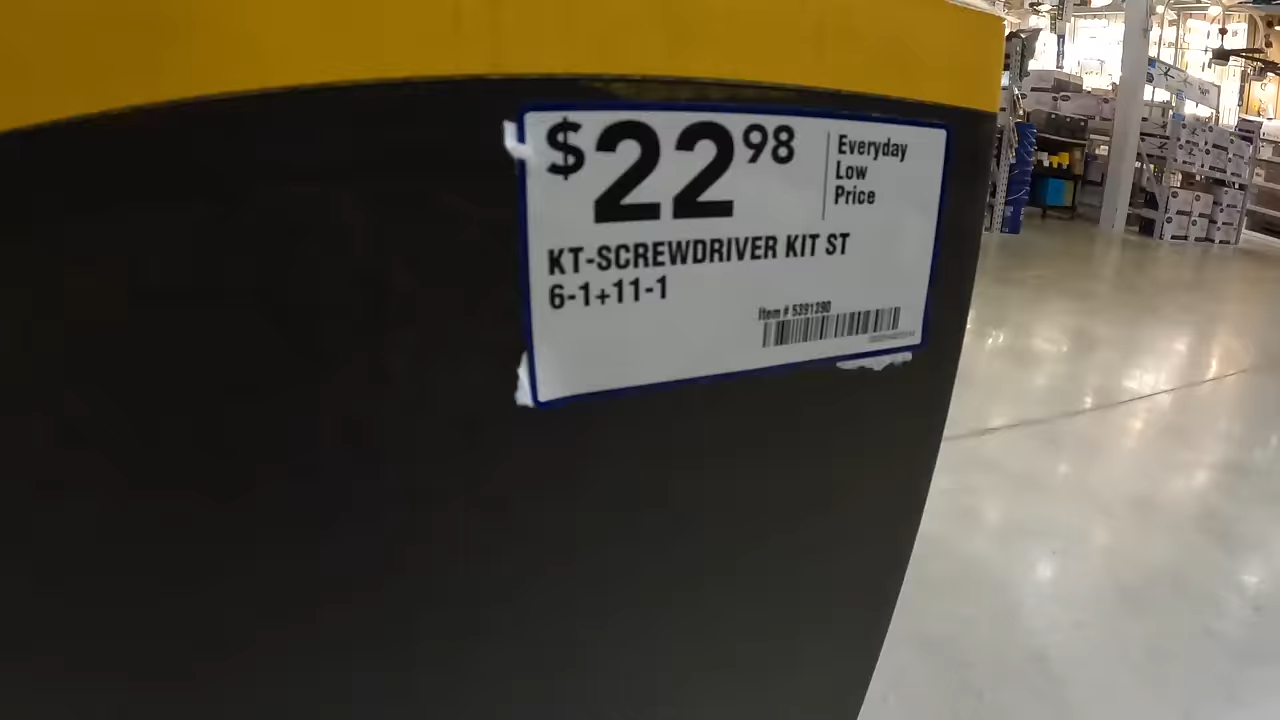 $22 98
Everyday
Low
Price
KT-SCREWDRIVER KIT ST
6-1+11-1
Item # 5391390